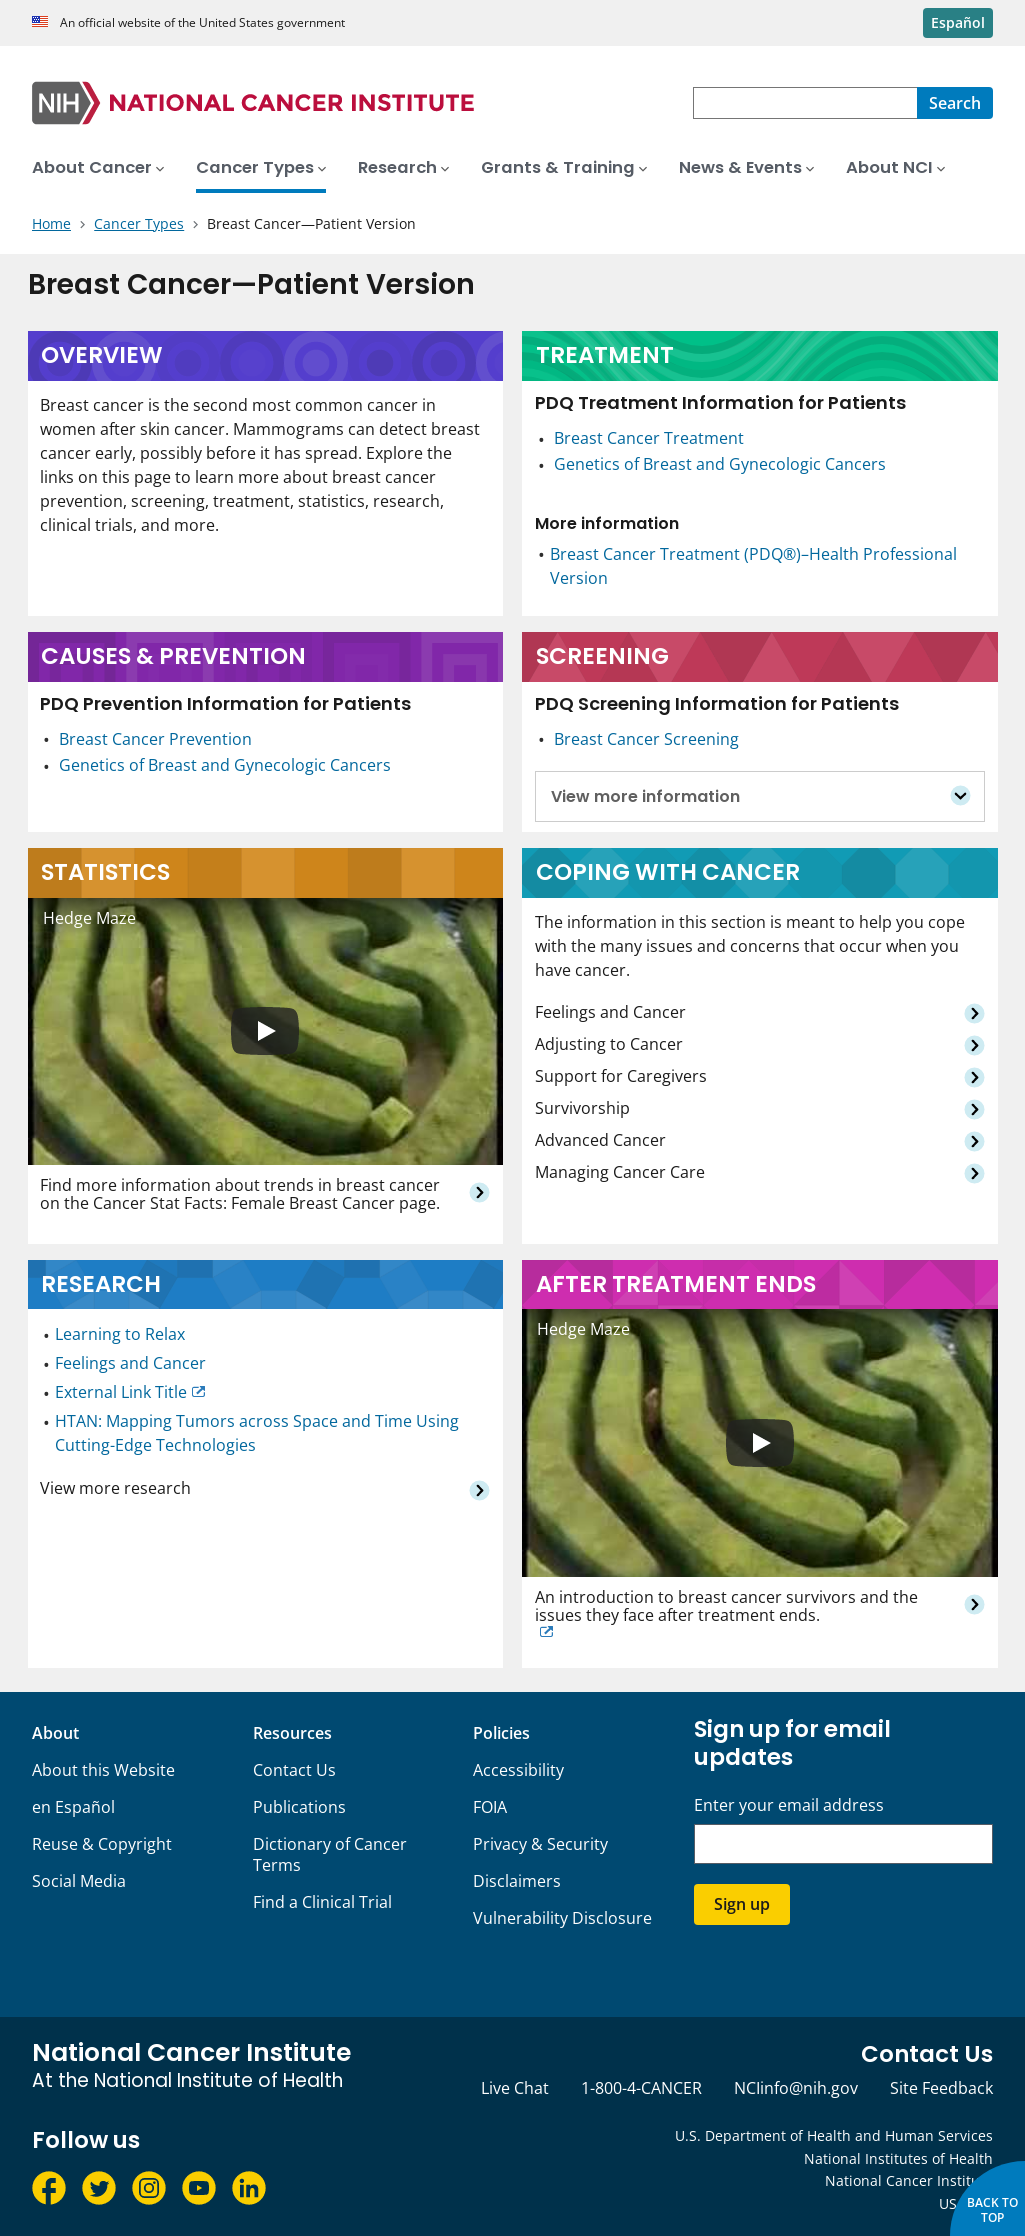 An official website of the United States government
Español
NIH NATIONAL CANCER INSTITUTE
Search
About Cancer
Cancer Types
Research
Grants & Training
News & Events
About NCI
Home
Cancer Types
Breast Cancer—Patient Version
Breast Cancer—Patient Version
OVERVIEW
Breast cancer is the second most common cancer in
women after skin cancer. Mammograms can detect breast
cancer early, possibly before it has spread. Explore the
links on this page to learn more about breast cancer
prevention, screening, treatment, statistics, research,
clinical trials, and more.
TREATMENT
PDQ Treatment Information for Patients
• Breast Cancer Treatment
• Genetics of Breast and Gynecologic Cancers
More information
• Breast Cancer Treatment (PDQ®)–Health Professional
Version
CAUSES & PREVENTION
PDQ Prevention Information for Patients
• Breast Cancer Prevention
• Genetics of Breast and Gynecologic Cancers
SCREENING
PDQ Screening Information for Patients
• Breast Cancer Screening
View more information
STATISTICS
Hedge Maze
Find more information about trends in breast cancer
on the Cancer Stat Facts: Female Breast Cancer page.
COPING WITH CANCER
The information in this section is meant to help you cope
with the many issues and concerns that occur when you
have cancer.
Feelings and Cancer
Adjusting to Cancer
Support for Caregivers
Survivorship
Advanced Cancer
Managing Cancer Care
RESEARCH
• Learning to Relax
• Feelings and Cancer
• External Link Title
• HTAN: Mapping Tumors across Space and Time Using
Cutting-Edge Technologies
View more research
AFTER TREATMENT ENDS
Hedge Maze
An introduction to breast cancer survivors and the
issues they face after treatment ends.
About
About this Website
en Español
Reuse & Copyright
Social Media
Resources
Contact Us
Publications
Dictionary of Cancer
Terms
Find a Clinical Trial
Policies
Accessibility
FOIA
Privacy & Security
Disclaimers
Vulnerability Disclosure
Sign up for email
updates
Enter your email address
Sign up
National Cancer Institute
At the National Institute of Health
Contact Us
Live Chat
1-800-4-CANCER
NCIinfo@nih.gov
Site Feedback
Follow us
U.S. Department of Health and Human Services
National Institutes of Health
National Cancer Institu
US
BACK TO
TOP